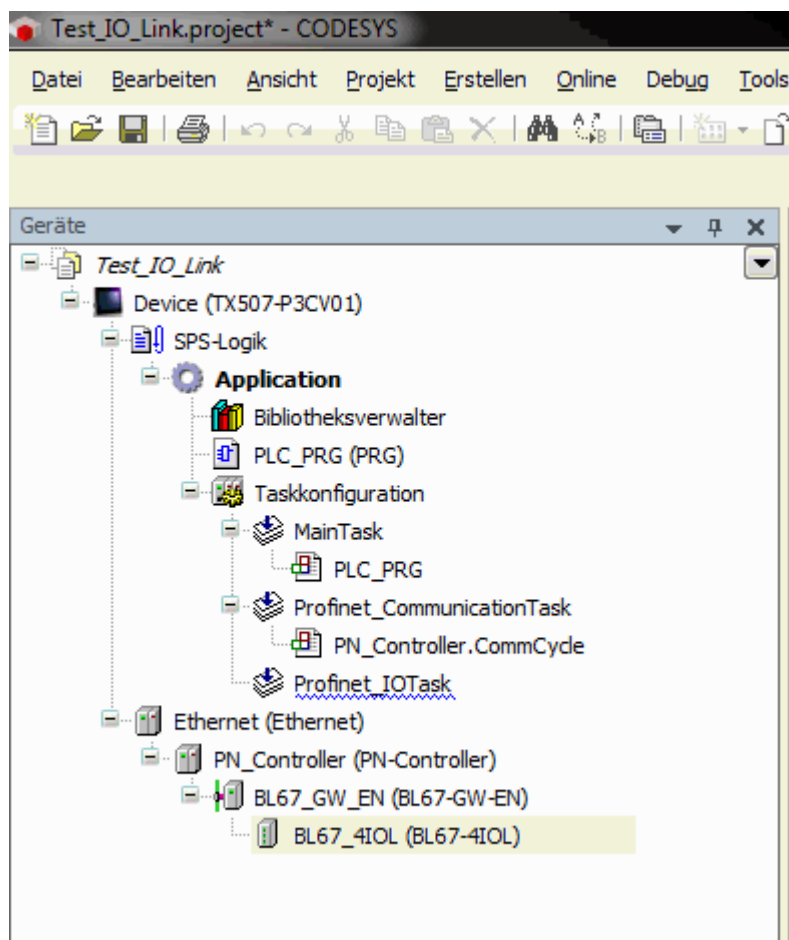 Test_IO_Link.project* - CODESYS
Datei Bearbeiten Ansicht Projekt Erstellen Online Debug Tools
Geräte
Test_IO_Link
Device (TX507-P3CV01)
SPS-Logik
Application
Bibliotheksverwalter
PLC_PRG (PRG)
Taskkonfiguration
MainTask
PLC_PRG
Profinet_CommunicationTask
PN_Controller.CommCycle
Profinet_IOTask
Ethernet (Ethernet)
PN_Controller (PN-Controller)
BL67_GW_EN (BL67-GW-EN)
BL67_4IOL (BL67-4IOL)